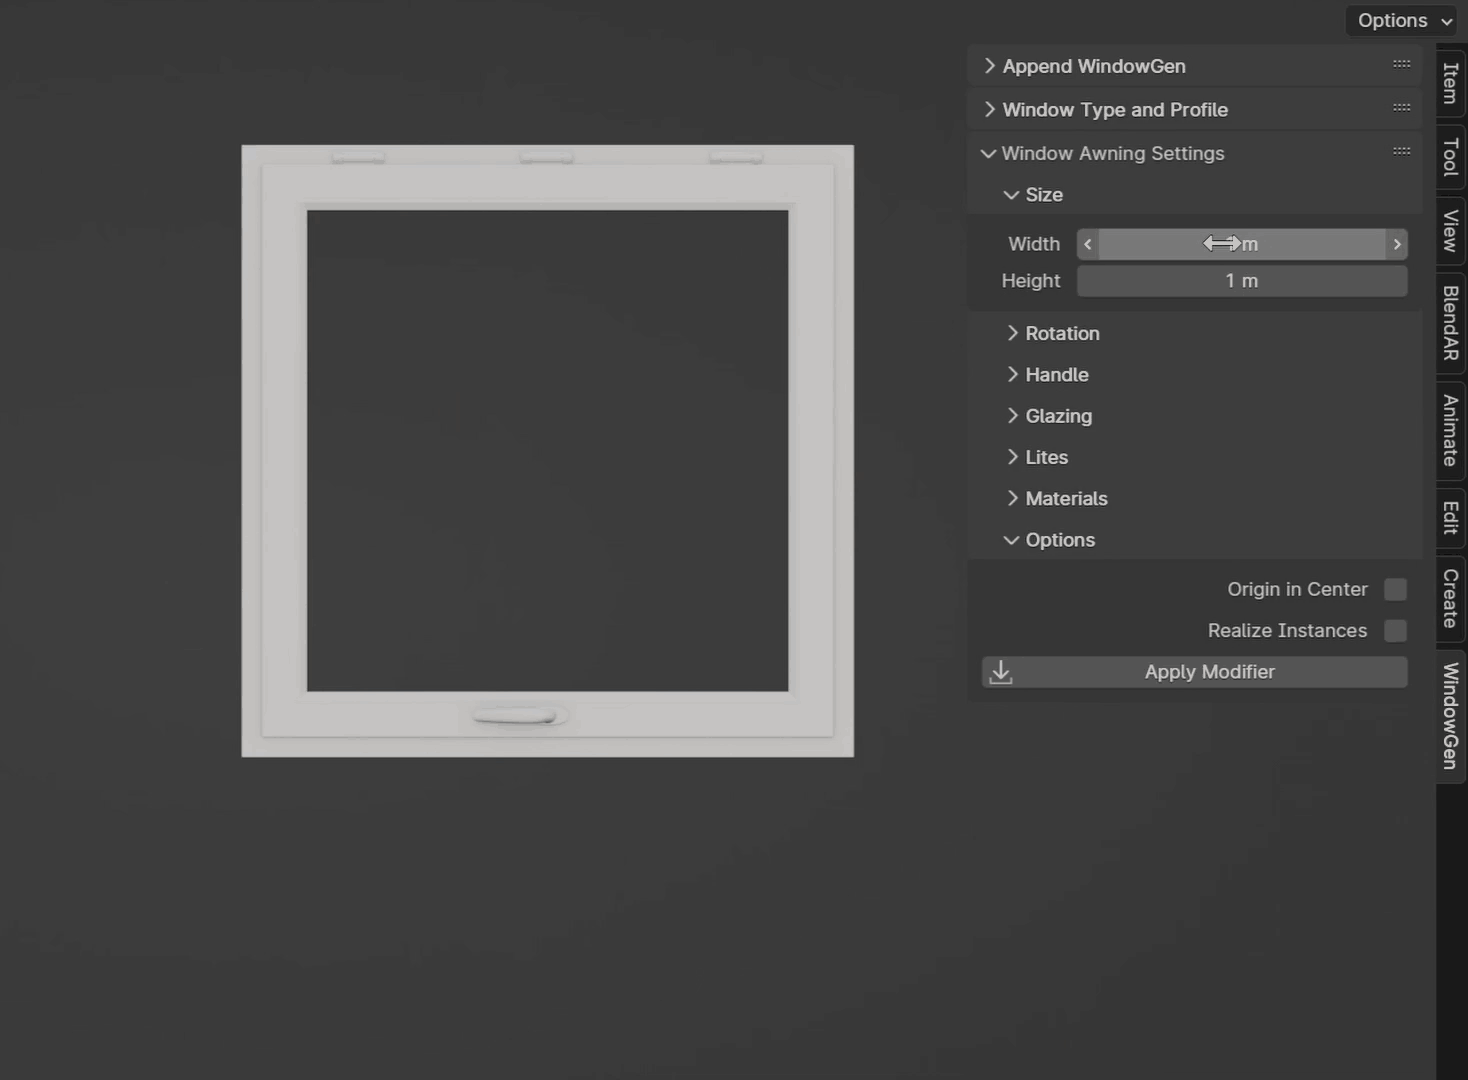 Options
Append WindowGen
Window Type and Profile
Window Awning Settings
Size
Width m
Height 1 m
Rotation
Handle
Glazing
Lites
Materials
Options
Origin in Center
Realize Instances
Apply Modifier
Item
Tool
View
BlendAR
Animate
Edit
Create
WindowGen